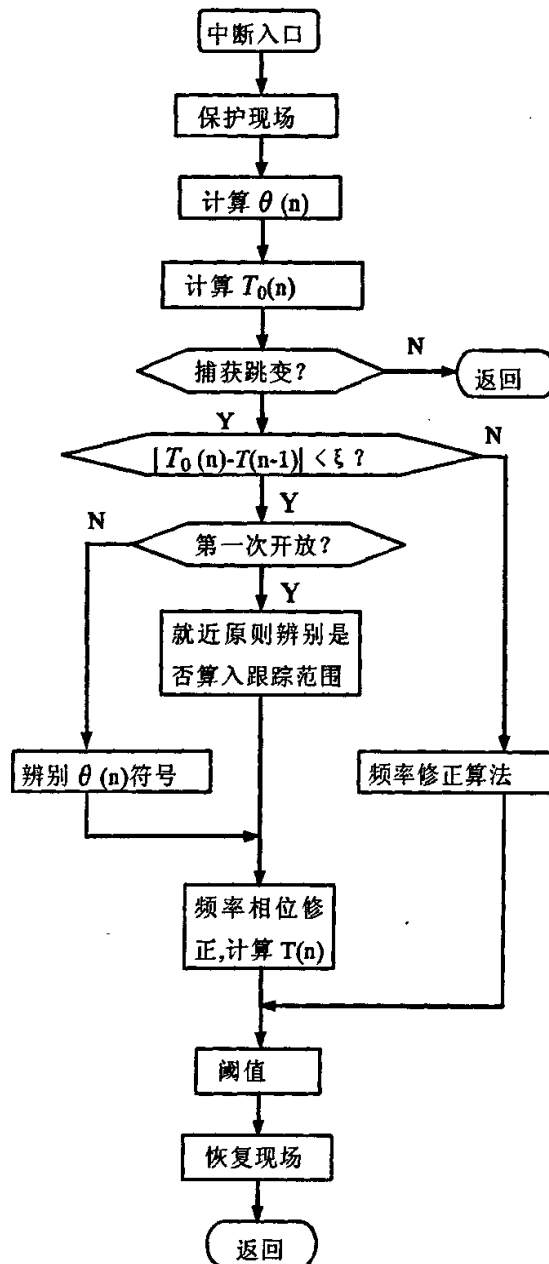 中断入口
保护现场
计算 θ (n)
计算 T₀(n)
捕获跳变？
N
返回
Y
|T₀(n)-T(n-1)| < ξ ？
N
Y
N
第一次开放？
Y
就近原则辨别是
否算入跟踪范围
辨别 θ (n)符号
频率修正算法
频率相位修
正,计算 T(n)
阈值
恢复现场
返回